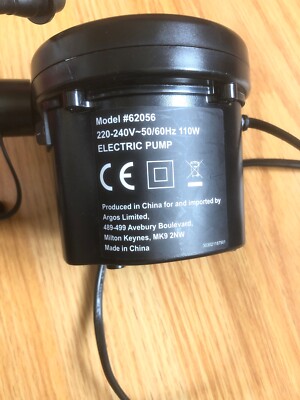 Model #62056
220-240V~50/60Hz 110W
ELECTRIC PUMP
CE
Produced in China for and imported by
Argos Limited,
489-499 Avebury Boulevard,
Milton Keynes, MK9 2NW
Made in China